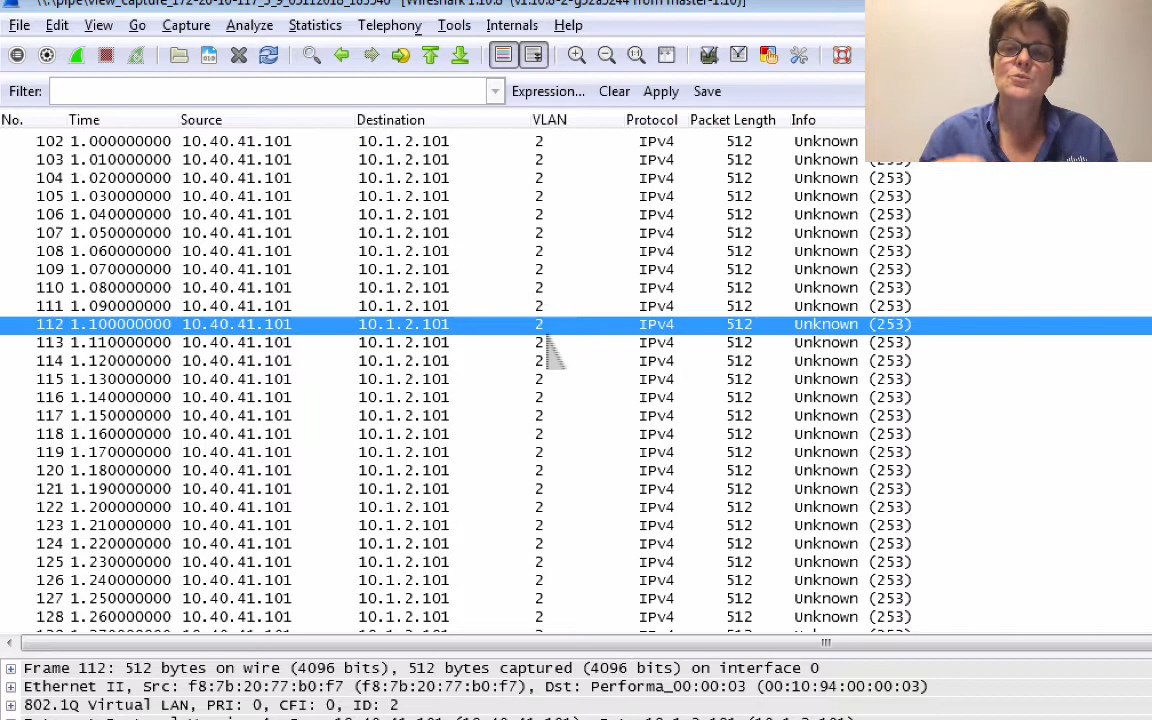 \\.\pipe\view_capture_172-26-10-117_5_9_05112018_185540 [Wireshark 1.10.8 (v1.10.8-2-g52a5244 from master-1.10)]
File Edit View Go Capture Analyze Statistics Telephony Tools Internals Help
Filter: Expression... Clear Apply Save
No. Time Source Destination VLAN Protocol Packet Length Info
102 1.000000000 10.40.41.101 10.1.2.101 2 IPv4 512 Unknown
103 1.010000000 10.40.41.101 10.1.2.101 2 IPv4 512 Unknown (253)
104 1.020000000 10.40.41.101 10.1.2.101 2 IPv4 512 Unknown (253)
105 1.030000000 10.40.41.101 10.1.2.101 2 IPv4 512 Unknown (253)
106 1.040000000 10.40.41.101 10.1.2.101 2 IPv4 512 Unknown (253)
107 1.050000000 10.40.41.101 10.1.2.101 2 IPv4 512 Unknown (253)
108 1.060000000 10.40.41.101 10.1.2.101 2 IPv4 512 Unknown (253)
109 1.070000000 10.40.41.101 10.1.2.101 2 IPv4 512 Unknown (253)
110 1.080000000 10.40.41.101 10.1.2.101 2 IPv4 512 Unknown (253)
111 1.090000000 10.40.41.101 10.1.2.101 2 IPv4 512 Unknown (253)
112 1.100000000 10.40.41.101 10.1.2.101 2 IPv4 512 Unknown (253)
113 1.110000000 10.40.41.101 10.1.2.101 2 IPv4 512 Unknown (253)
114 1.120000000 10.40.41.101 10.1.2.101 2 IPv4 512 Unknown (253)
115 1.130000000 10.40.41.101 10.1.2.101 2 IPv4 512 Unknown (253)
116 1.140000000 10.40.41.101 10.1.2.101 2 IPv4 512 Unknown (253)
117 1.150000000 10.40.41.101 10.1.2.101 2 IPv4 512 Unknown (253)
118 1.160000000 10.40.41.101 10.1.2.101 2 IPv4 512 Unknown (253)
119 1.170000000 10.40.41.101 10.1.2.101 2 IPv4 512 Unknown (253)
120 1.180000000 10.40.41.101 10.1.2.101 2 IPv4 512 Unknown (253)
121 1.190000000 10.40.41.101 10.1.2.101 2 IPv4 512 Unknown (253)
122 1.200000000 10.40.41.101 10.1.2.101 2 IPv4 512 Unknown (253)
123 1.210000000 10.40.41.101 10.1.2.101 2 IPv4 512 Unknown (253)
124 1.220000000 10.40.41.101 10.1.2.101 2 IPv4 512 Unknown (253)
125 1.230000000 10.40.41.101 10.1.2.101 2 IPv4 512 Unknown (253)
126 1.240000000 10.40.41.101 10.1.2.101 2 IPv4 512 Unknown (253)
127 1.250000000 10.40.41.101 10.1.2.101 2 IPv4 512 Unknown (253)
128 1.260000000 10.40.41.101 10.1.2.101 2 IPv4 512 Unknown (253)
Frame 112: 512 bytes on wire (4096 bits), 512 bytes captured (4096 bits) on interface 0
Ethernet II, Src: f8:7b:20:77:b0:f7 (f8:7b:20:77:b0:f7), Dst: Performa_00:00:03 (00:10:94:00:00:03)
802.1Q Virtual LAN, PRI: 0, CFI: 0, ID: 2